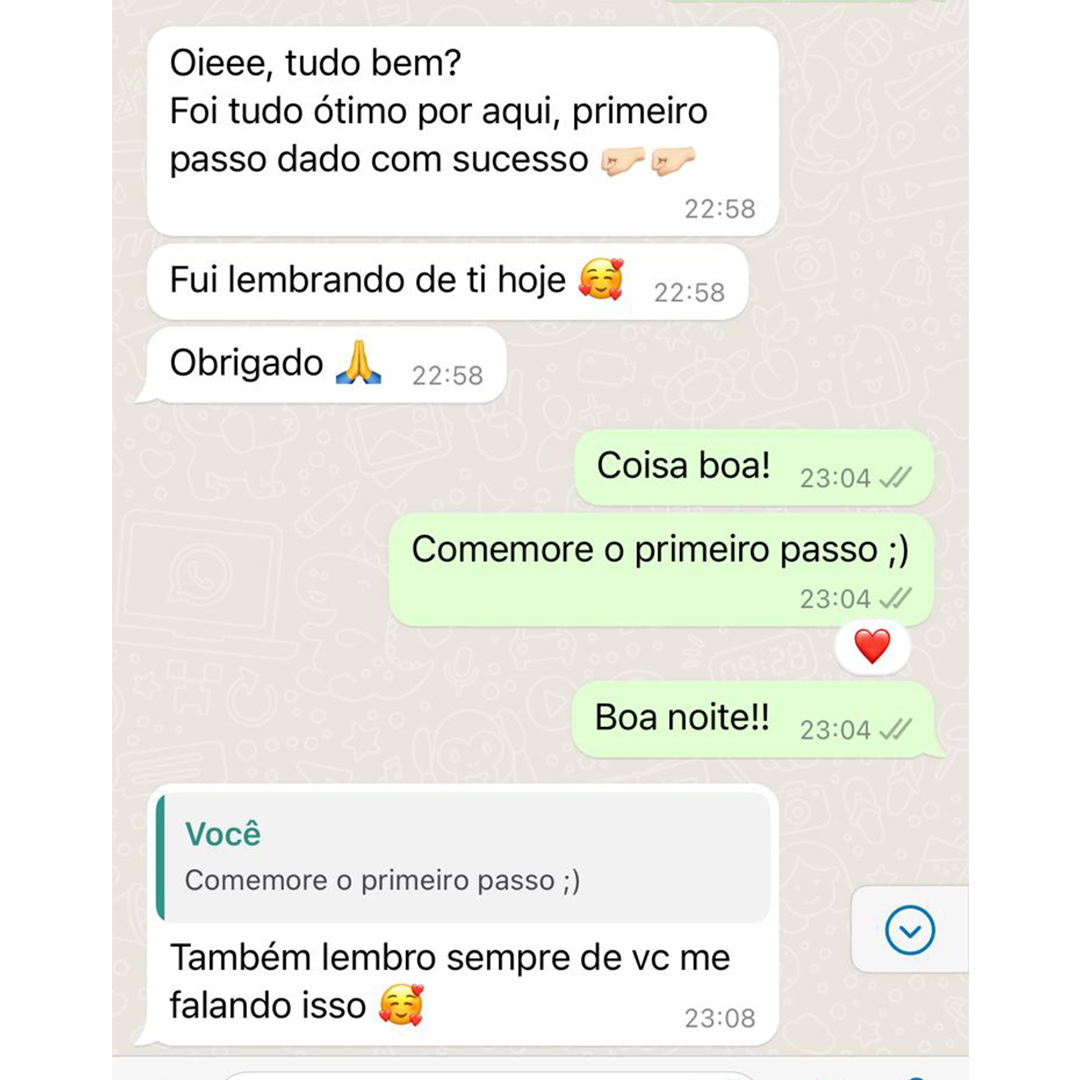 Oieee, tudo bem?
Foi tudo ótimo por aqui, primeiro
passo dado com sucesso 🤛🏻🤛🏻
22:58
Fui lembrando de ti hoje 🥰 22:58
Obrigado 🙏 22:58
Coisa boa! 23:04
Comemore o primeiro passo ;)
23:04
❤️
Boa noite!! 23:04
Você
Comemore o primeiro passo ;)
Também lembro sempre de vc me
falando isso 🥰 23:08